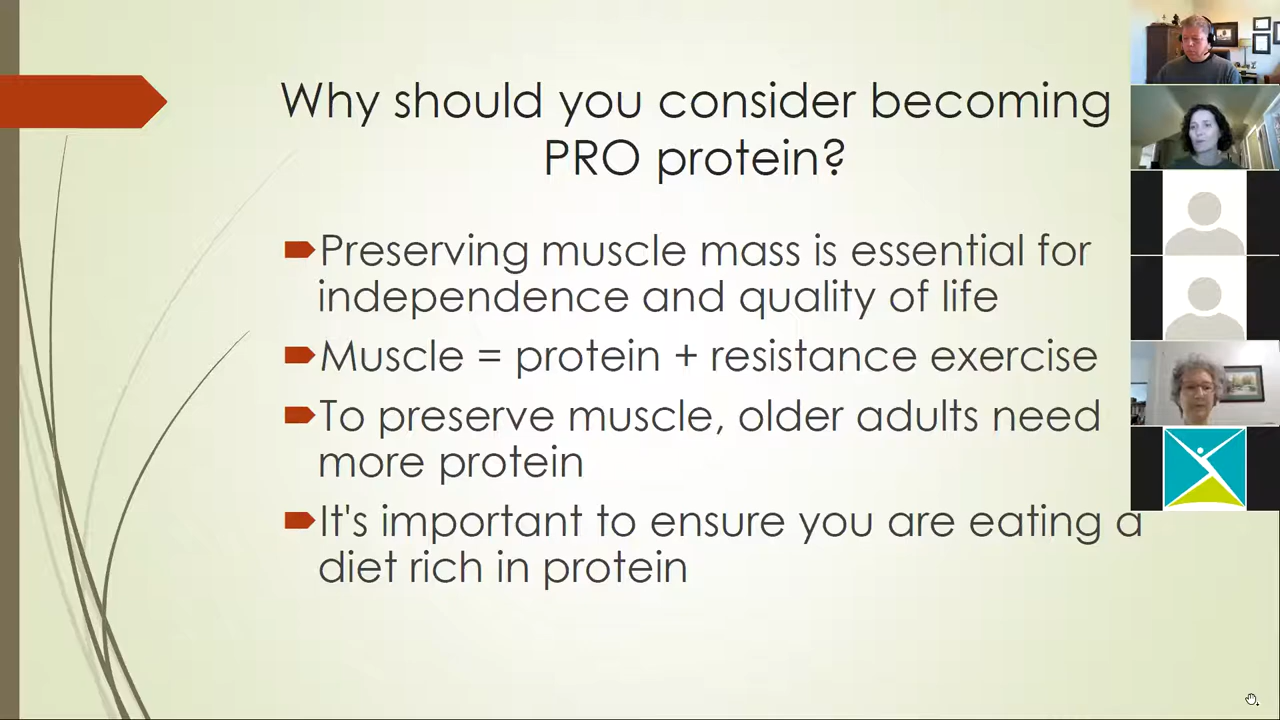 Why should you consider becoming
PRO protein?
Preserving muscle mass is essential for
independence and quality of life
Muscle = protein + resistance exercise
To preserve muscle, older adults need
more protein
It's important to ensure you are eating a
diet rich in protein